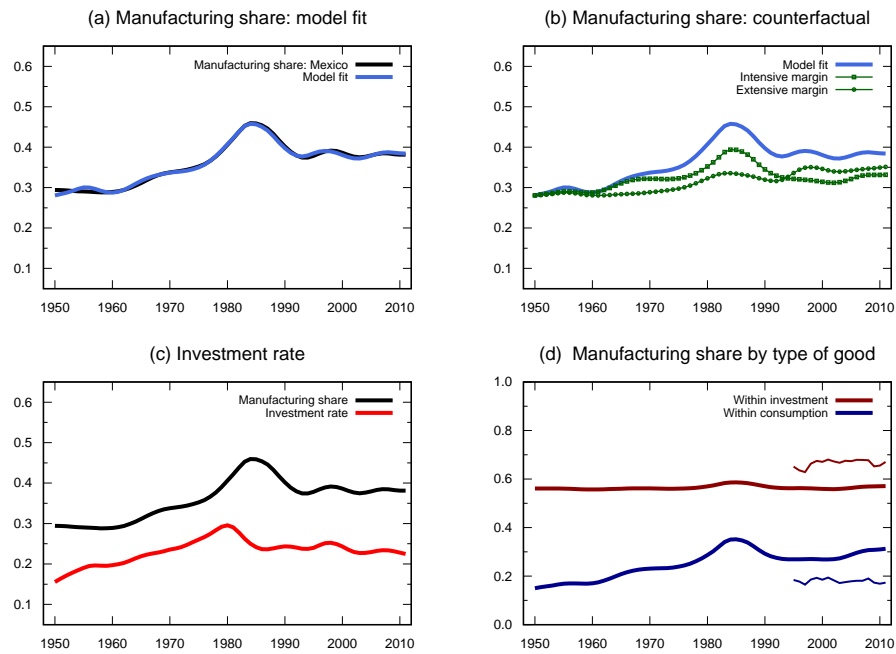 (a) Manufacturing share: model fit
Manufacturing share: Mexico
Model fit
0.6
0.5
0.4
0.3
0.2
0.1
1950 1960 1970 1980 1990 2000 2010
(b) Manufacturing share: counterfactual
Model fit
Intensive margin
Extensive margin
0.6
0.5
0.4
0.3
0.2
0.1
1950 1960 1970 1980 1990 2000 2010
(c) Investment rate
Manufacturing share
Investment rate
0.6
0.5
0.4
0.3
0.2
0.1
1950 1960 1970 1980 1990 2000 2010
(d) Manufacturing share by type of good
Within investment
Within consumption
1.0
0.8
0.6
0.4
0.2
0.0
1950 1960 1970 1980 1990 2000 2010